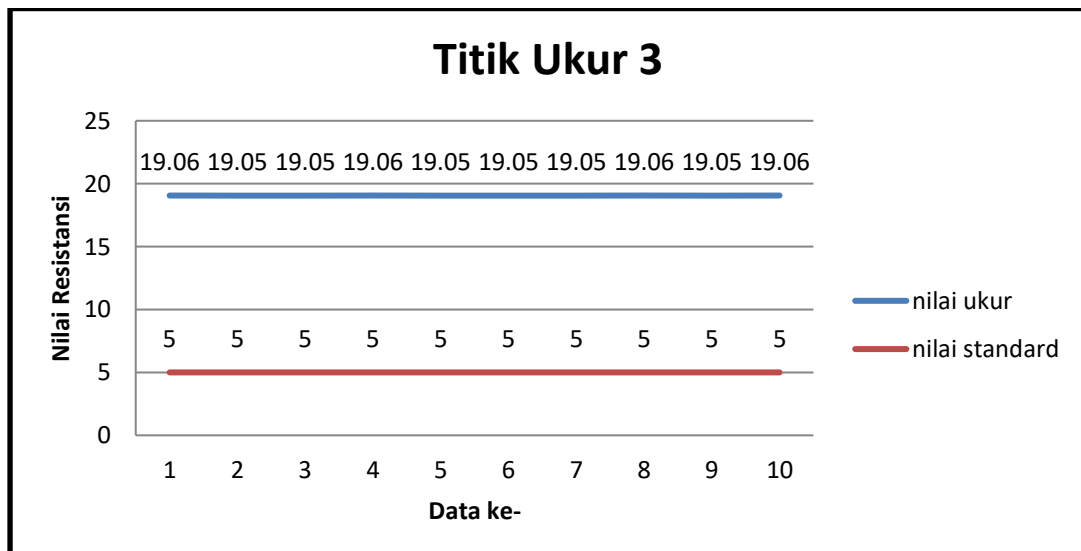 Titik Ukur 3
25
19.06 19.05 19.05 19.06 19.05 19.05 19.05 19.06 19.05 19.06
20
15
10
5 5 5 5 5 5 5 5 5 5
5
0
1 2 3 4 5 6 7 8 9 10
Nilai Resistansi
Data ke-
nilai ukur
nilai standard